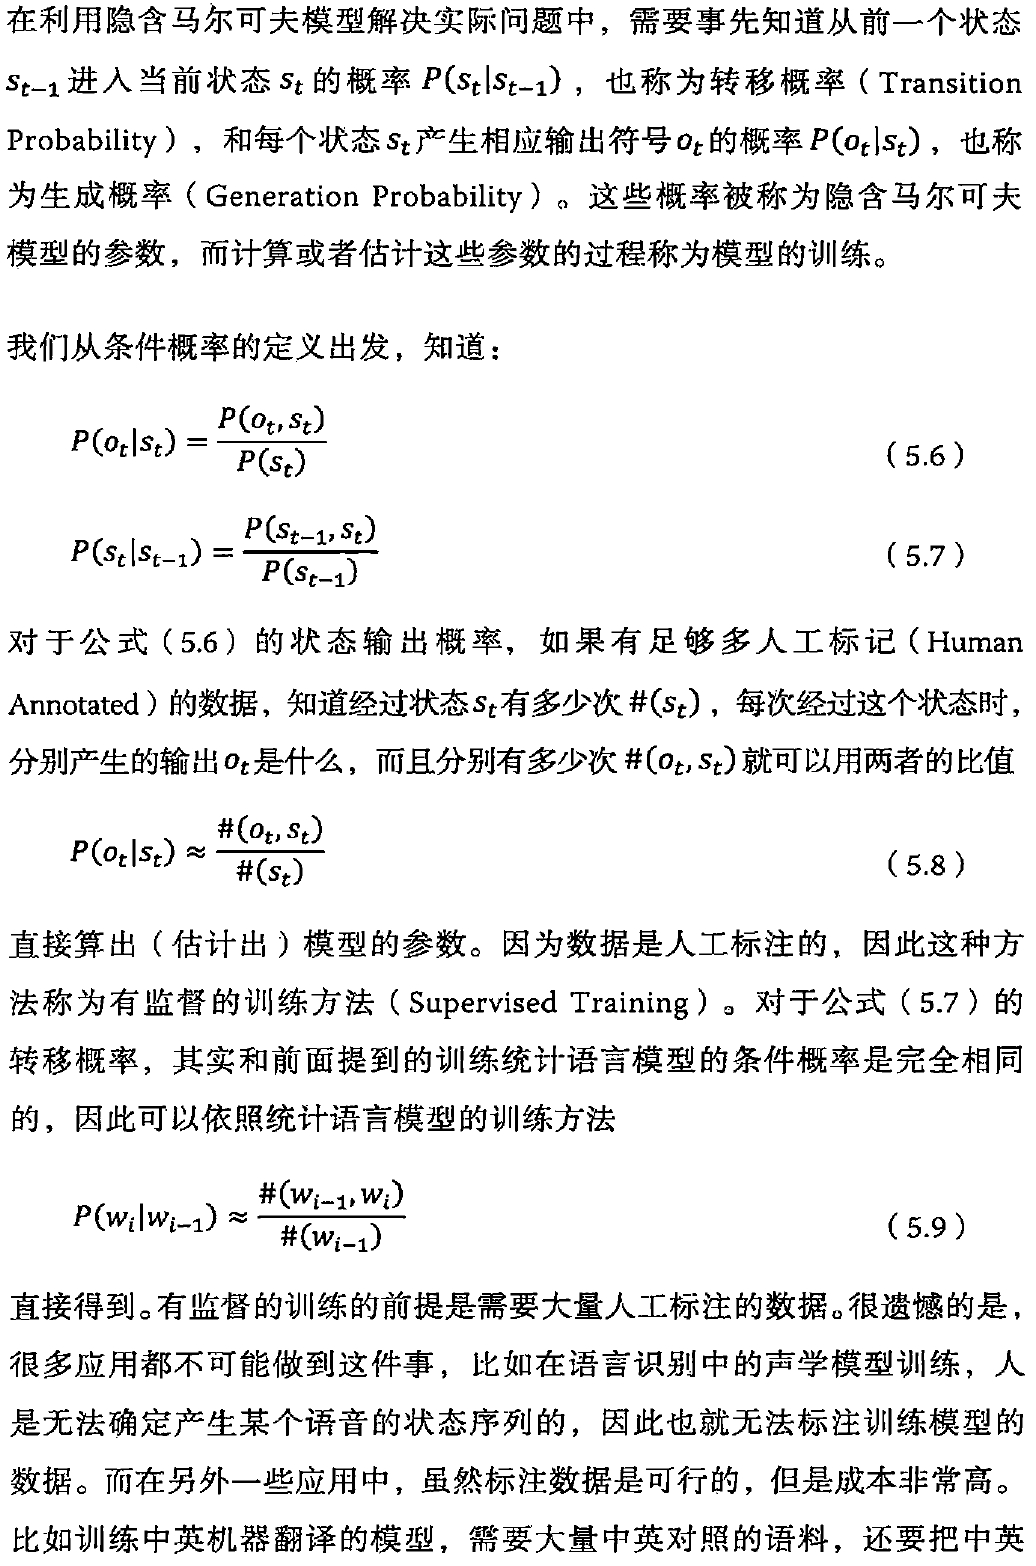 在利用隐含马尔可夫模型解决实际问题中，需要事先知道从前一个状态
s_{t−1}进入当前状态 s_t 的概率 P(s_t|s_{t−1})，也称为转移概率（Transition
Probability），和每个状态s_t产生相应输出符号o_t的概率P(o_t|s_t)，也称
为生成概率（Generation Probability）。这些概率被称为隐含马尔可夫
模型的参数，而计算或者估计这些参数的过程称为模型的训练。
我们从条件概率的定义出发，知道：
P(o_t|s_t) = P(o_t, s_t) / P(s_t) （5.6）
P(s_t|s_{t−1}) = P(s_{t−1}, s_t) / P(s_{t−1}) （5.7）
对于公式（5.6）的状态输出概率，如果有足够多人工标记（Human
Annotated）的数据，知道经过状态s_t有多少次 #(s_t)，每次经过这个状态时，
分别产生的输出o_t是什么，而且分别有多少次 #(o_t, s_t)就可以用两者的比值
P(o_t|s_t) ≈ #(o_t, s_t) / #(s_t) （5.8）
直接算出（估计出）模型的参数。因为数据是人工标注的，因此这种方
法称为有监督的训练方法（Supervised Training）。对于公式（5.7）的
转移概率，其实和前面提到的训练统计语言模型的条件概率是完全相同
的，因此可以依照统计语言模型的训练方法
P(w_i|w_{i−1}) ≈ #(w_{i−1}, w_i) / #(w_{i−1}) （5.9）
直接得到。有监督的训练的前提是需要大量人工标注的数据。很遗憾的是，
很多应用都不可能做到这件事，比如在语言识别中的声学模型训练，人
是无法确定产生某个语音的状态序列的，因此也就无法标注训练模型的
数据。而在另外一些应用中，虽然标注数据是可行的，但是成本非常高。
比如训练中英机器翻译的模型，需要大量中英对照的语料，还要把中英